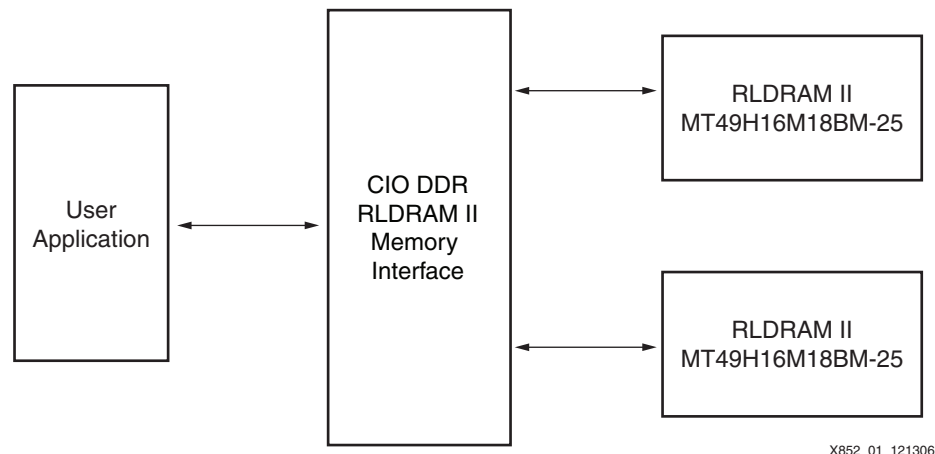 User
Application
CIO DDR
RLDRAM II
Memory
Interface
RLDRAM II
MT49H16M18BM-25
RLDRAM II
MT49H16M18BM-25
X852_01_121306